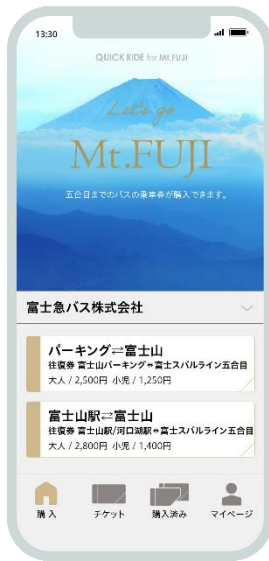 13:30
QUICK RIDE for Mt.FUJI
Let's go
Mt.FUJI
五合目までのバスの乗車券が購入できます。
富士急バス株式会社
パーキング⇄富士山
往復券 富士山パーキング⇔富士スバルライン五合目
大人 / 2,500円 小児 / 1,250円
富士山駅⇄富士山
往復券 富士山駅/河口湖駅⇔富士スバルライン五合目
大人 / 2,800円 小児 / 1,400円
購入 チケット 購入済み マイページ